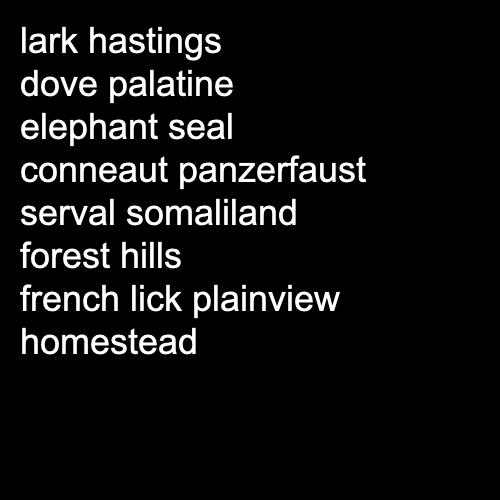 lark hastings
dove palatine
elephant seal
conneaut panzerfaust
serval somaliland
forest hills
french lick plainview
homestead